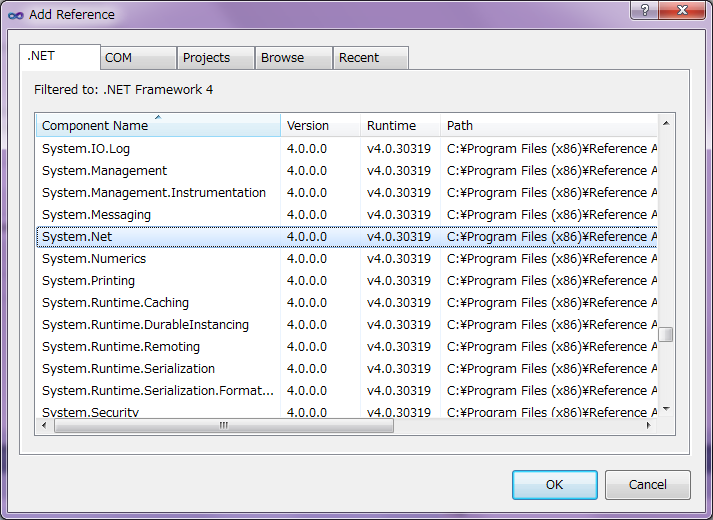 Add Reference
.NET COM Projects Browse Recent
Filtered to: .NET Framework 4
Component Name Version Runtime Path
System.IO.Log 4.0.0.0 v4.0.30319 C:¥Program Files (x86)¥Reference A
System.Management 4.0.0.0 v4.0.30319 C:¥Program Files (x86)¥Reference A
System.Management.Instrumentation 4.0.0.0 v4.0.30319 C:¥Program Files (x86)¥Reference A
System.Messaging 4.0.0.0 v4.0.30319 C:¥Program Files (x86)¥Reference A
System.Net 4.0.0.0 v4.0.30319 C:¥Program Files (x86)¥Reference A
System.Numerics 4.0.0.0 v4.0.30319 C:¥Program Files (x86)¥Reference A
System.Printing 4.0.0.0 v4.0.30319 C:¥Program Files (x86)¥Reference A
System.Runtime.Caching 4.0.0.0 v4.0.30319 C:¥Program Files (x86)¥Reference A
System.Runtime.DurableInstancing 4.0.0.0 v4.0.30319 C:¥Program Files (x86)¥Reference A
System.Runtime.Remoting 4.0.0.0 v4.0.30319 C:¥Program Files (x86)¥Reference A
System.Runtime.Serialization 4.0.0.0 v4.0.30319 C:¥Program Files (x86)¥Reference A
System.Runtime.Serialization.Format... 4.0.0.0 v4.0.30319 C:¥Program Files (x86)¥Reference A
System.Security 4.0.0.0 v4.0.30319 C:¥Program Files (x86)¥Reference A
OK Cancel